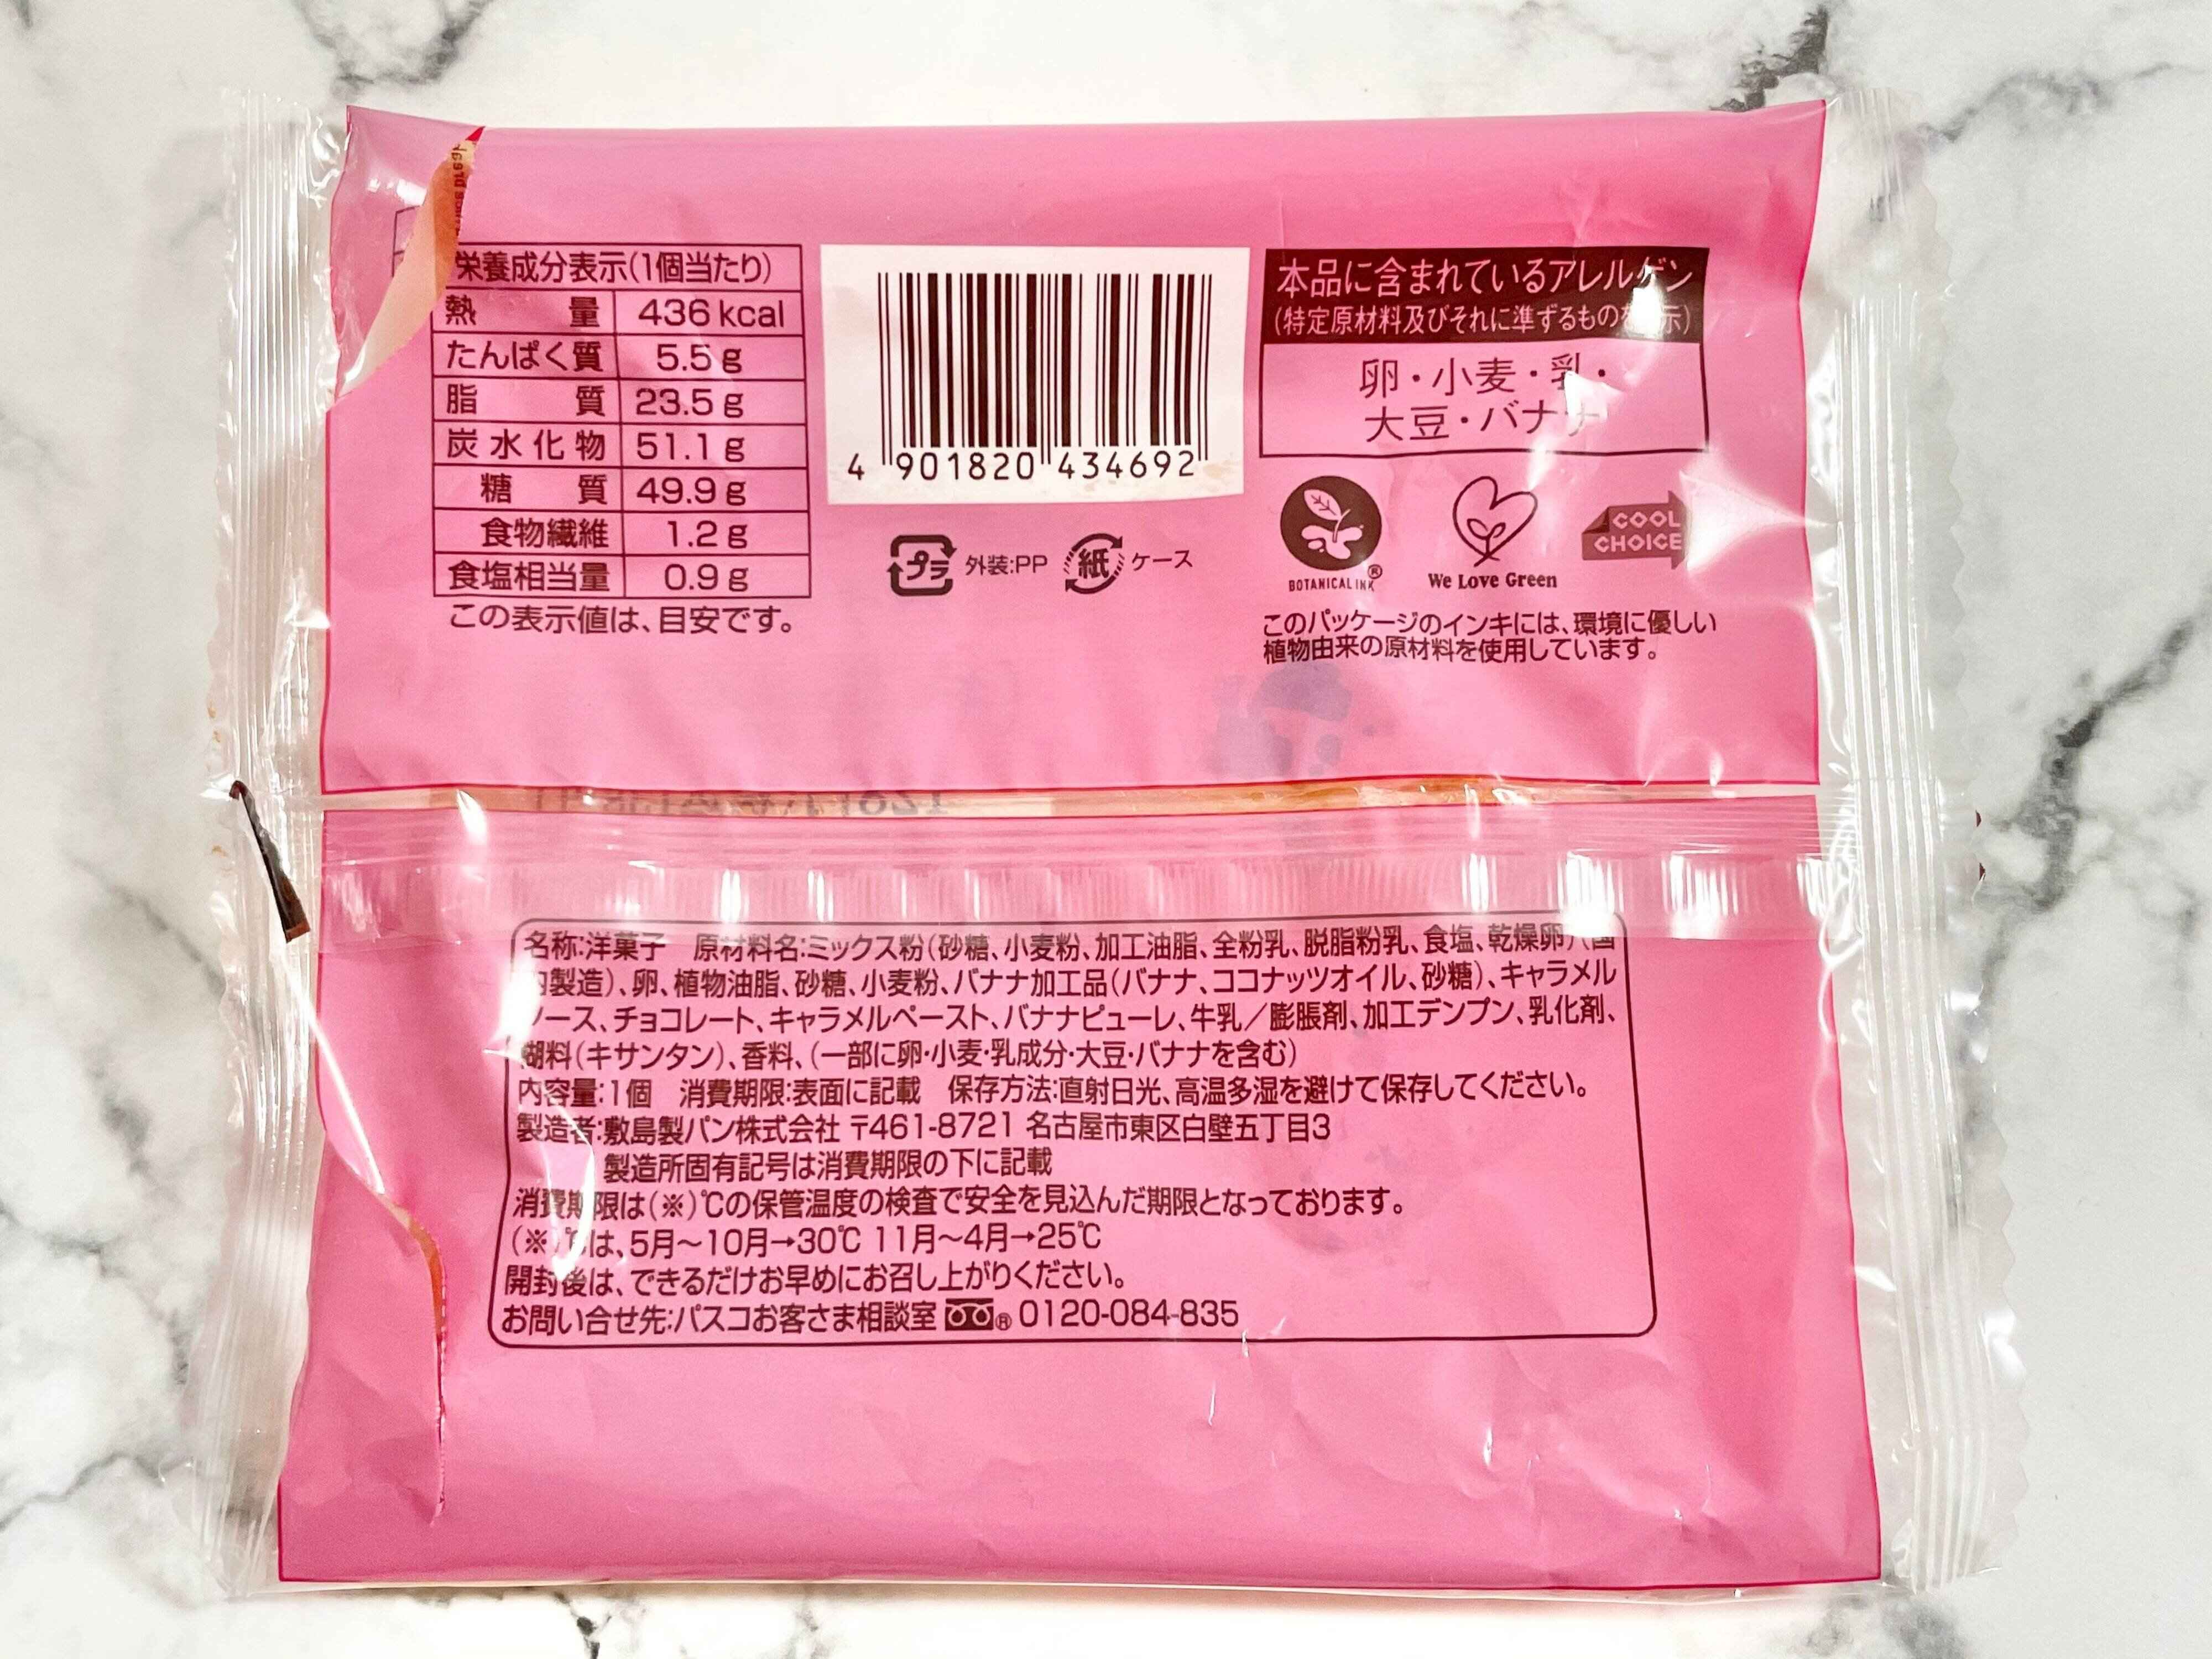 栄養成分表示(1個当たり)
熱量 436kcal
たんぱく質 5.5g
脂質 23.5g
炭水化物 51.1g
糖質 49.9g
食物繊維 1.2g
食塩相当量 0.9g
この表示値は、目安です。
4 901820 434692
プラ 外装:PP 紙 ケース
本品に含まれているアレルゲン
(特定原材料及びそれに準ずるものを示)
卵・小麦・乳・
大豆・バナナ
BOTANICAL INK®
We Love Green
COOL
CHOICE
このパッケージのインキには、環境に優しい
植物由来の原材料を使用しています。
名称:洋菓子 原材料名:ミックス粉(砂糖、小麦粉、加工油脂、全粉乳、脱脂粉乳、食塩、乾燥卵)(国
内製造)、卵、植物油脂、砂糖、小麦粉、バナナ加工品(バナナ、ココナッツオイル、砂糖)、キャラメル
ソース、チョコレート、キャラメルペースト、バナナピューレ、牛乳/膨脹剤、加工デンプン、乳化剤、
糊料(キサンタン)、香料、(一部に卵・小麦・乳成分・大豆・バナナを含む)
内容量:1個 消費期限:表面に記載 保存方法:直射日光、高温多湿を避けて保存してください。
製造者:敷島製パン株式会社 〒461-8721 名古屋市東区白壁五丁目3
製造所固有記号は消費期限の下に記載
消費期限は(※)℃の保管温度の検査で安全を見込んだ期限となっております。
(※)℃は、5月〜10月→30℃ 11月〜4月→25℃
開封後は、できるだけお早めにお召し上がりください。
お問い合せ先:パスコお客さま相談室 ® 0120-084-835